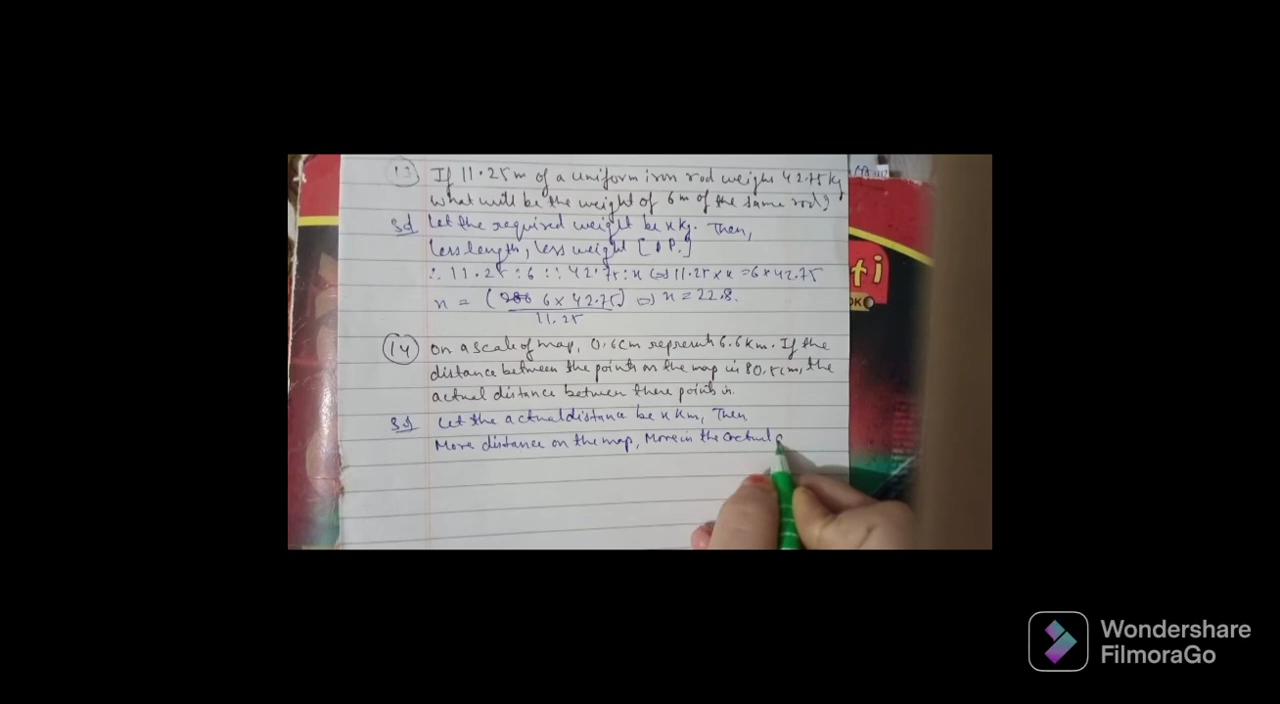 13 If 11.25m of a uniform iron rod weighs 42.75 kg
what will be the weight of 6m of the same rod?
Sol Let the required weight be x kg. Then,
less length, less weight [D P.]
∴ 11.25 : 6 :: 42.75 : x ⇔ 11.25 × x = 6 × 42.75
x = ( 6 × 42.75) ⇔ x = 22.8.
11.25
14 On a scale of map, 0.6cm represents 6.6km. If the
distance between the points on the map is 80.5cm, the
actual distance between these points is.
Sol Let the actual distance be x km, Then
More distance on the map, More in the actual
ti
OK
Wondershare
FilmoraGo